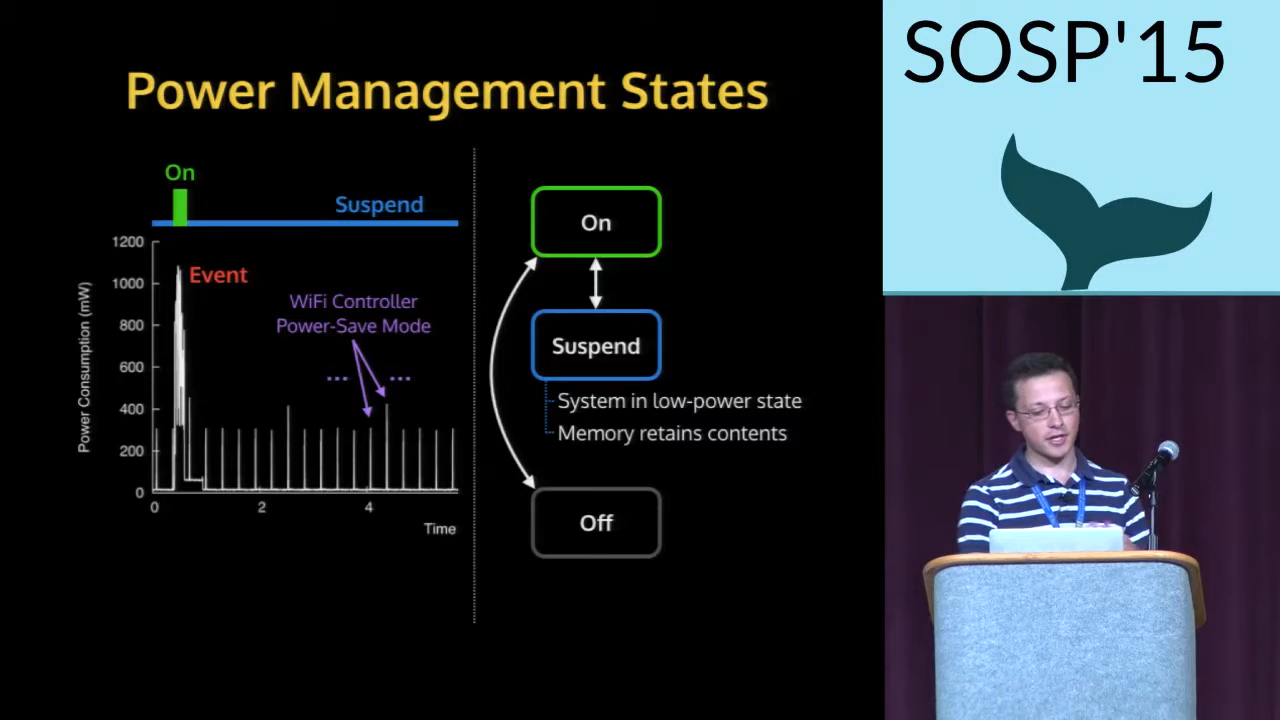 Power Management States
On
Suspend
1200
1000
800
600
400
200
0
Power Consumption (mW)
Event
WiFi Controller
Power-Save Mode
... ...
0 2 4
Time
On
Suspend
System in low-power state
Memory retains contents
Off
SOSP'15